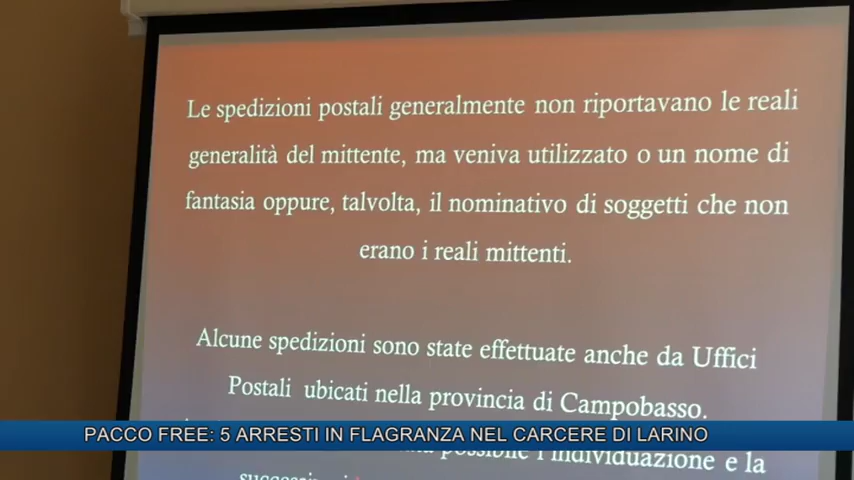 Le spedizioni postali generalmente non riportavano le reali
generalità del mittente, ma veniva utilizzato o un nome di
fantasia oppure, talvolta, il nominativo di soggetti che non
erano i reali mittenti.
Alcune spedizioni sono state effettuate anche da Uffici
Postali ubicati nella provincia di Campobasso.
PACCO FREE: 5 ARRESTI IN FLAGRANZA NEL CARCERE DI LARINO
possibile l'individuazione e la